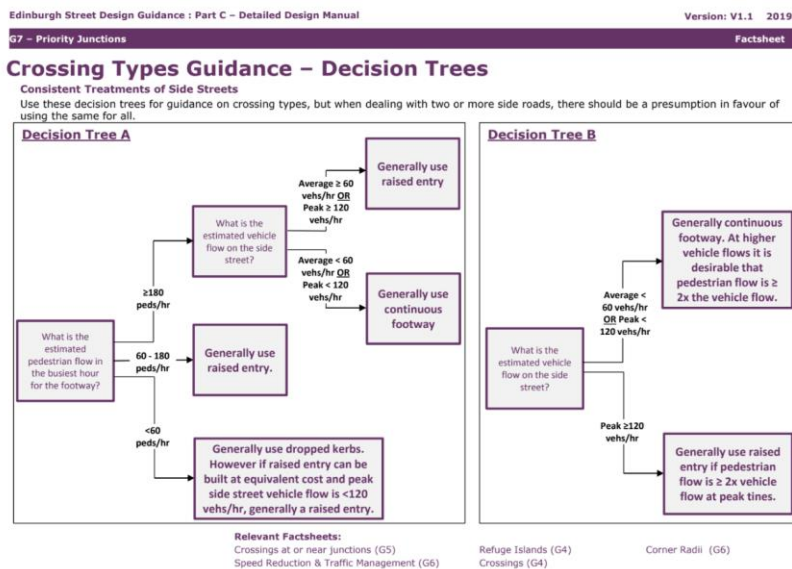 Edinburgh Street Design Guidance : Part C – Detailed Design Manual
Version: V1.1 2019
G7 – Priority Junctions
Factsheet
Crossing Types Guidance – Decision Trees
Consistent Treatments of Side Streets
Use these decision trees for guidance on crossing types, but when dealing with two or more side roads, there should be a presumption in favour of
using the same for all.
Decision Tree A
What is the
estimated
pedestrian flow in
the busiest hour
for the footway?
≥180
peds/hr
What is the
estimated vehicle
flow on the side
street?
Average ≥ 60
vehs/hr OR
Peak ≥ 120
vehs/hr
Generally use
raised entry
Average < 60
vehs/hr OR
Peak < 120
vehs/hr
Generally use
continuous
footway
60 - 180
peds/hr
Generally use
raised entry.
<60
peds/hr
Generally use dropped kerbs.
However if raised entry can be
built at equivalent cost and peak
side street vehicle flow is <120
vehs/hr, generally a raised entry.
Decision Tree B
What is the
estimated vehicle
flow on the side
street?
Average <
60 vehs/hr
OR Peak <
120 vehs/hr
Generally continuous
footway. At higher
vehicle flows it is
desirable that
pedestrian flow is ≥
2x the vehicle flow.
Peak ≥120
vehs/hr
Generally use raised
entry if pedestrian
flow is ≥ 2x vehicle
flow at peak tines.
Relevant Factsheets:
Crossings at or near junctions (G5)
Speed Reduction & Traffic Management (G6)
Refuge Islands (G4)
Crossings (G4)
Corner Radii (G6)